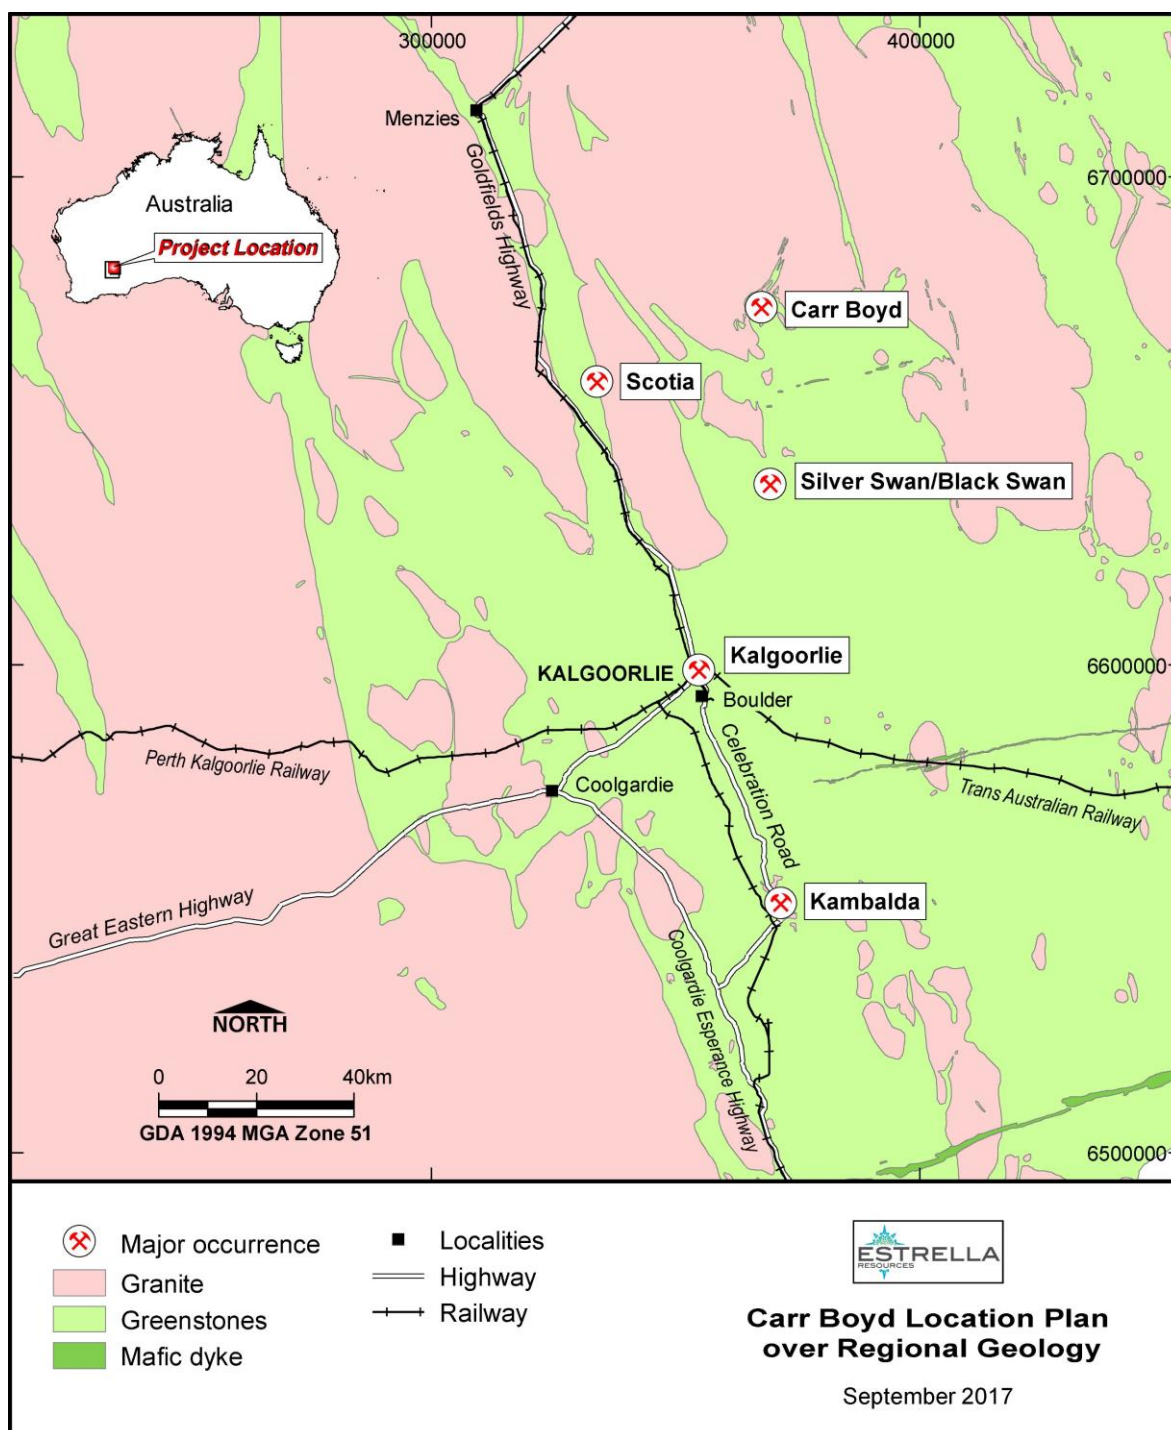 300000
400000
Menzies
Goldfields Highway
6700000
Australia
Project Location
Carr Boyd
Scotia
Silver Swan/Black Swan
Kalgoorlie
KALGOORLIE
6600000
Boulder
Perth Kalgoorlie Railway
Celebration Road
Coolgardie
Trans Australian Railway
Great Eastern Highway
Kambalda
Coolgardie Esperance Highway
NORTH
0 20 40km
GDA 1994 MGA Zone 51
6500000
Major occurrence
Granite
Greenstones
Mafic dyke
Localities
Highway
Railway
ESTRELLA
RESOURCES
Carr Boyd Location Plan
over Regional Geology
September 2017